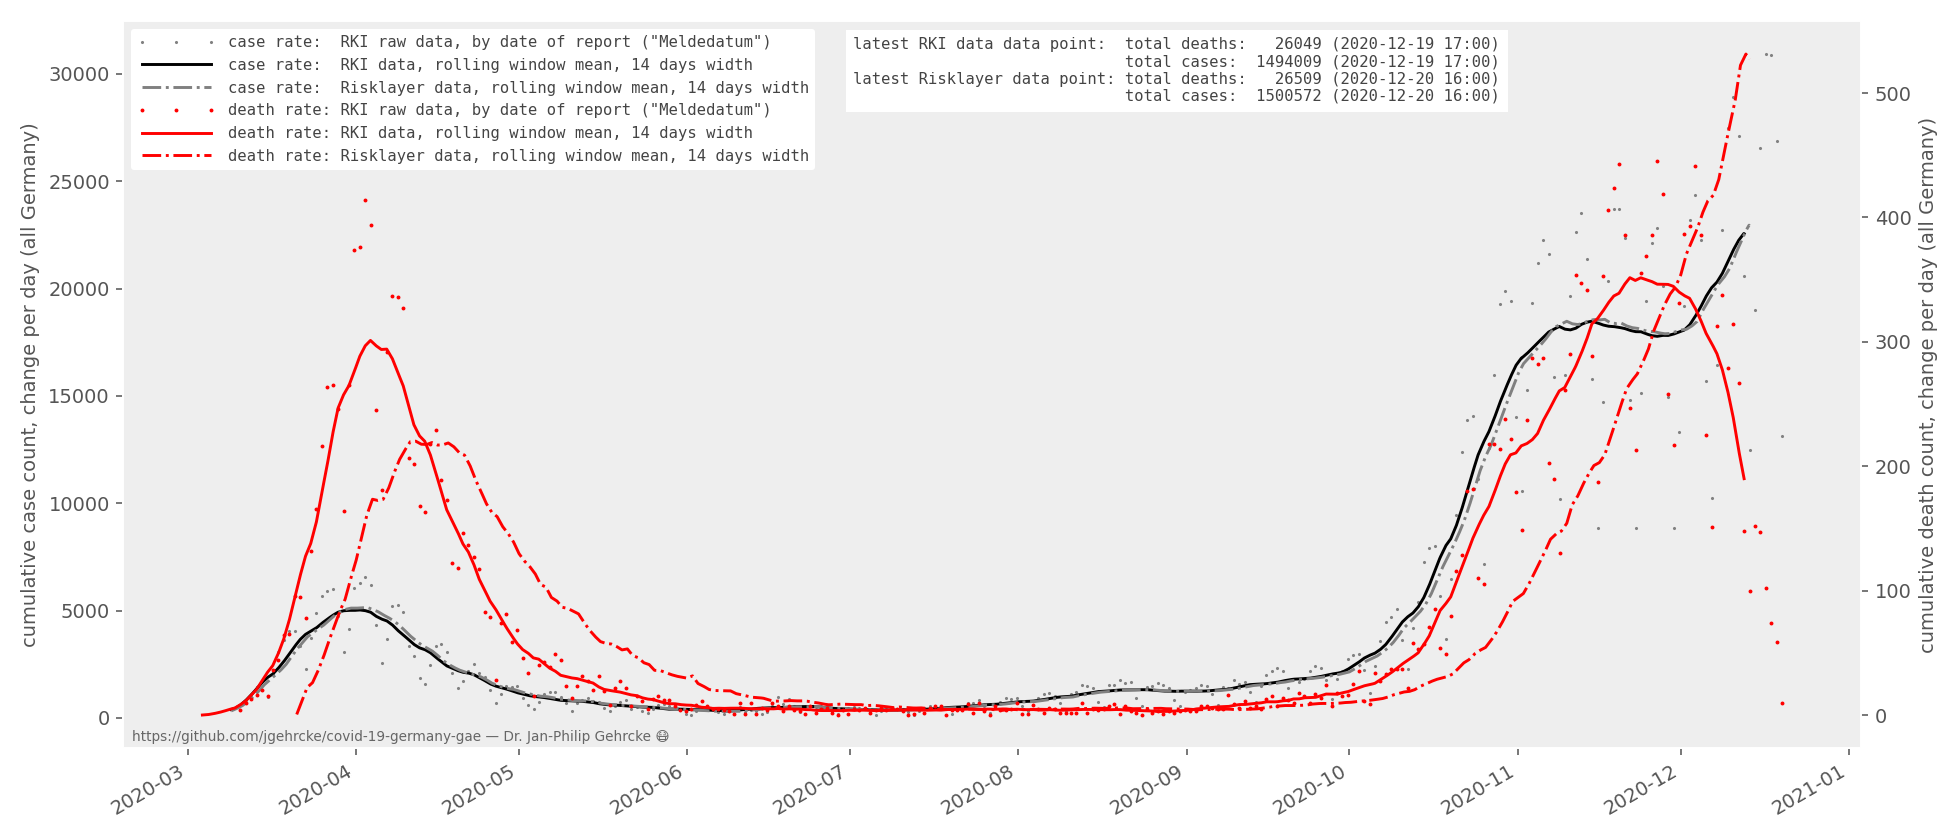 case rate:  RKI raw data, by date of report ("Meldedatum")
case rate:  RKI data, rolling window mean, 14 days width
case rate:  Risklayer data, rolling window mean, 14 days width
death rate: RKI raw data, by date of report ("Meldedatum")
death rate: RKI data, rolling window mean, 14 days width
death rate: Risklayer data, rolling window mean, 14 days width
latest RKI data data point:  total deaths:   26049 (2020-12-19 17:00)
total cases:  1494009 (2020-12-19 17:00)
latest Risklayer data point: total deaths:   26509 (2020-12-20 16:00)
total cases:  1500572 (2020-12-20 16:00)
cumulative case count, change per day (all Germany)
30000
25000
20000
15000
10000
5000
0
500
400
300
200
100
0
cumulative death count, change per day (all Germany)
https://github.com/jgehrcke/covid-19-germany-gae — Dr. Jan-Philip Gehrcke 😷
2020-03
2020-04
2020-05
2020-06
2020-07
2020-08
2020-09
2020-10
2020-11
2020-12
2021-01